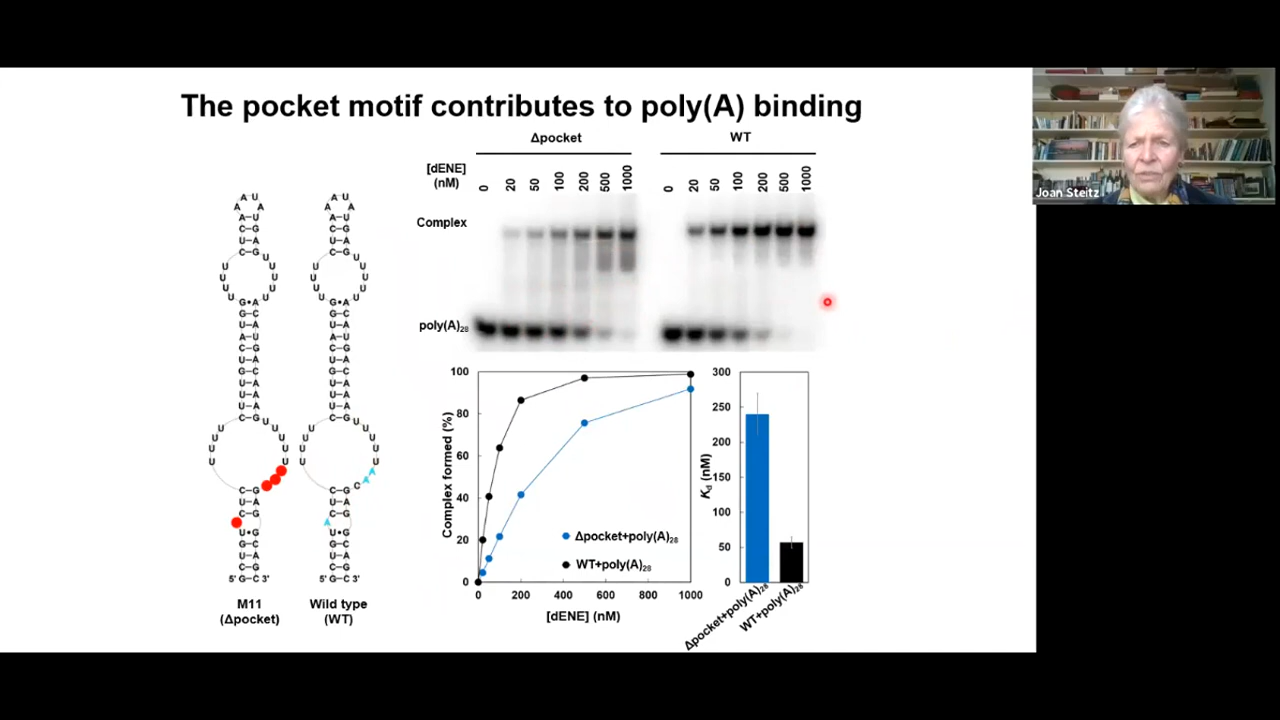 The pocket motif contributes to poly(A) binding
Δpocket
WT
[dENE]
(nM)
0 20 50 100 200 500 1000
0 20 50 100 200 500 1000
Complex
poly(A)28
Joan Steitz
M11
(Δpocket)
Wild type
(WT)
5' G C 3'
5' G C 3'
Complex formed (%)
100
80
60
40
20
0
0 200 400 600 800 1000
[dENE] (nM)
Δpocket+poly(A)28
WT+poly(A)28
Kd (nM)
300
250
200
150
100
50
0
Δpocket+poly(A)28
WT+poly(A)28